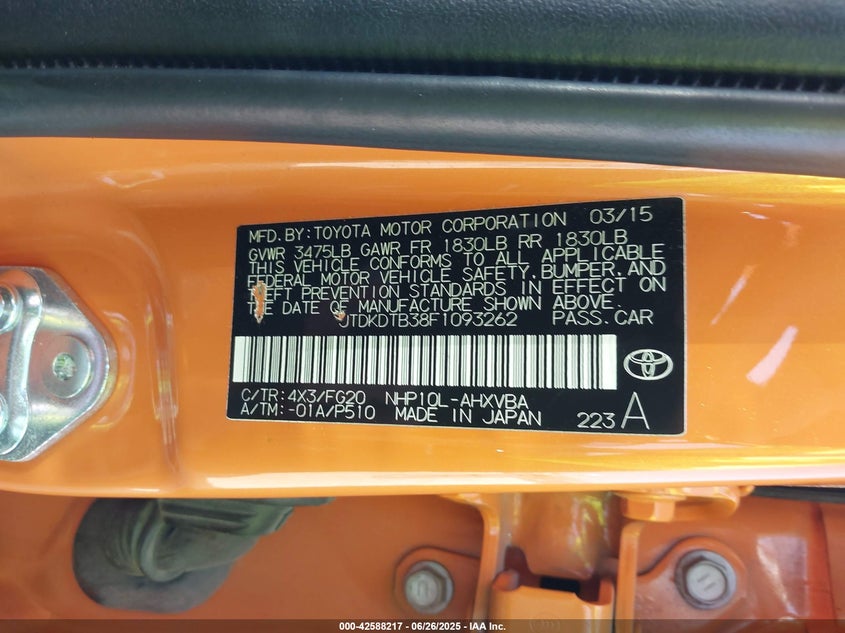 MFD.BY:TOYOTA MOTOR CORPORATION 03/15
GVWR 3475LB GAWR FR 1830LB RR 1830LB
THIS VEHICLE CONFORMS TO ALL APPLICABLE
FEDERAL MOTOR VEHICLE SAFETY,BUMPER,AND
THEFT PREVENTION STANDARDS IN EFFECT ON
THE DATE OF MANUFACTURE SHOWN ABOVE.
JTDKDTB38F1093262 PASS.CAR
C/TR:4X3/FG20 NHP10L-AHXVBA
A/TM:-01A/P510 MADE IN JAPAN 223 A
000-42588217 - 06/26/2025 - IAA Inc.